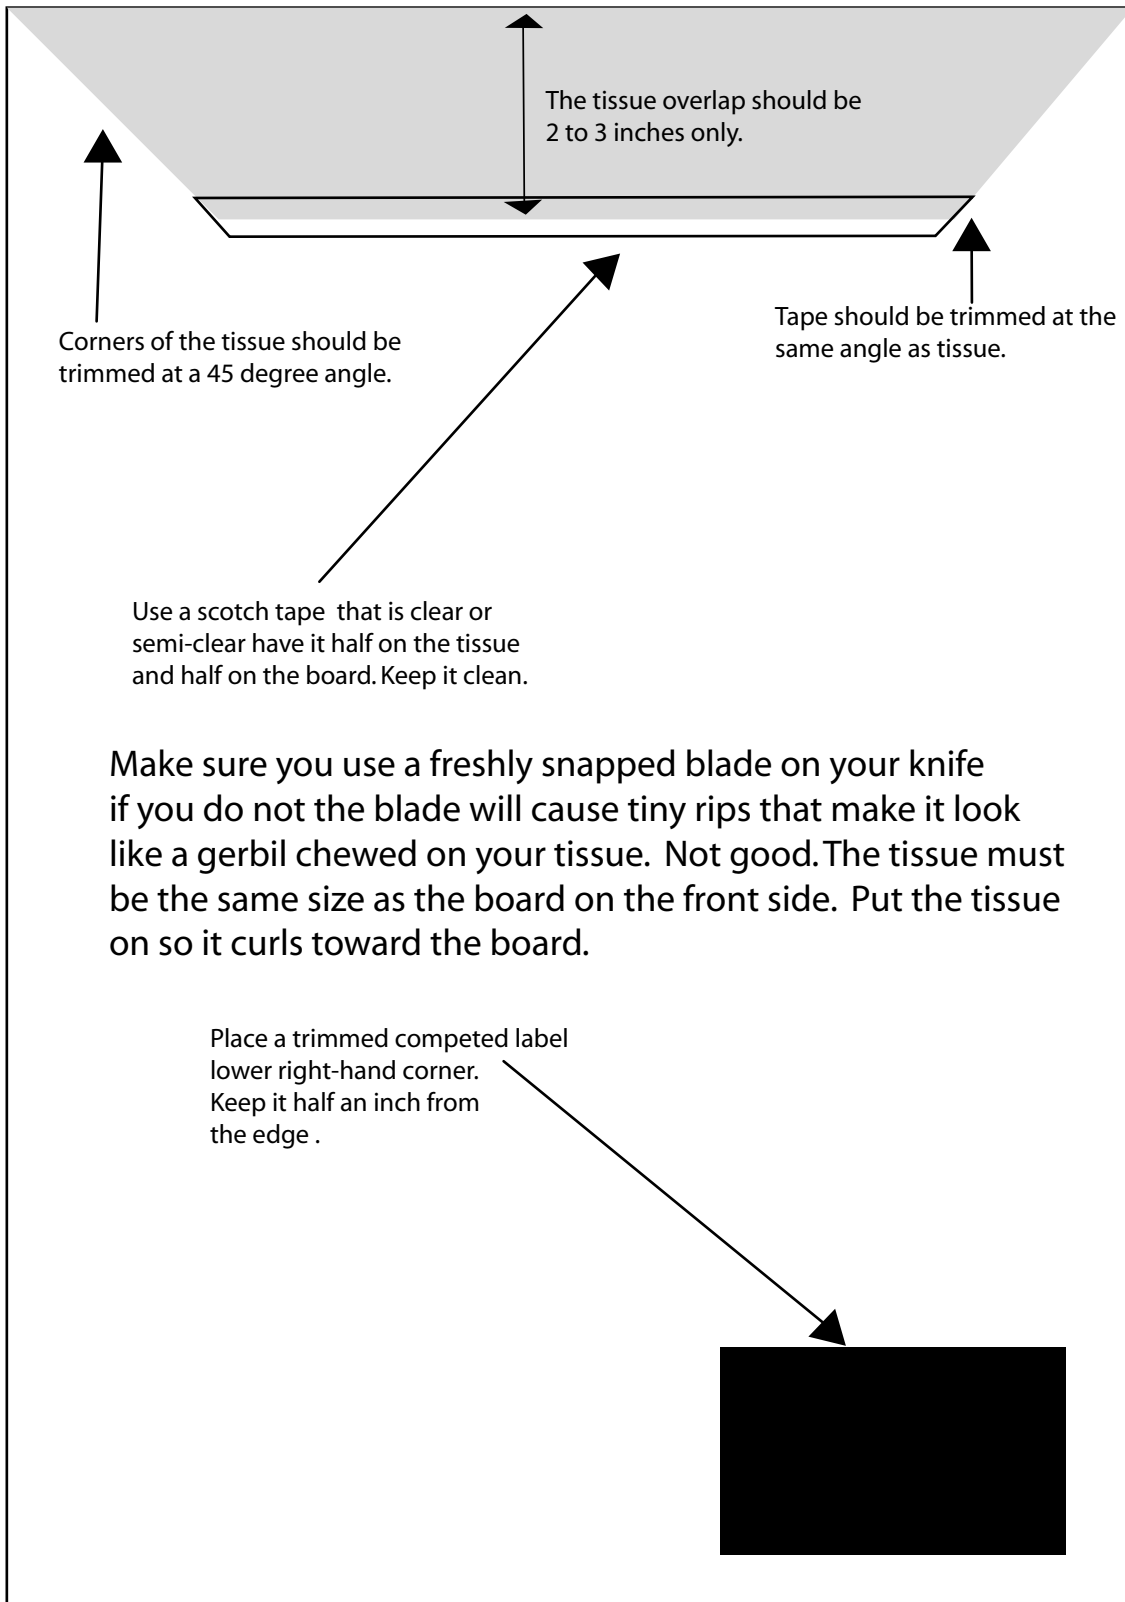 The tissue overlap should be
2 to 3 inches only.
Corners of the tissue should be
trimmed at a 45 degree angle.
Tape should be trimmed at the
same angle as tissue.
Use a scotch tape  that is clear or
semi-clear have it half on the tissue
and half on the board. Keep it clean.
Make sure you use a freshly snapped blade on your knife
if you do not the blade will cause tiny rips that make it look
like a gerbil chewed on your tissue.  Not good. The tissue must
be the same size as the board on the front side.  Put the tissue
on so it curls toward the board.
Place a trimmed competed label
lower right-hand corner.
Keep it half an inch from
the edge .